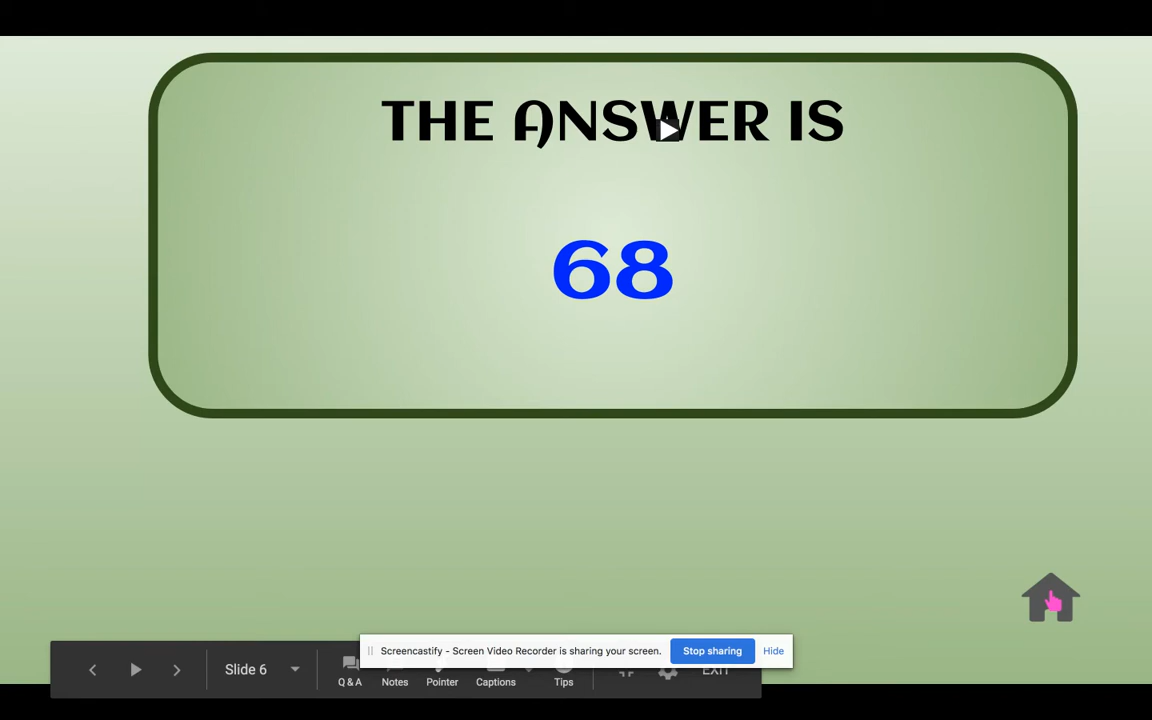 THE ANSWER IS
68
Screencastify - Screen Video Recorder is sharing your screen.
Stop sharing
Hide
Slide 6
Q & A
Notes
Pointer
Captions
Tips
EXIT